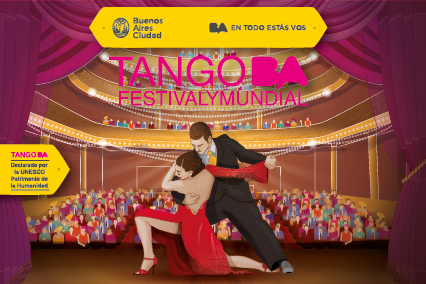 Buenos
Aires
Ciudad
BA EN TODO ESTÁS VOS
TANGO BA
FESTIVALYMUNDIAL
TANGO BA
Declarado por
la UNESCO
Patrimonio de
la Humanidad